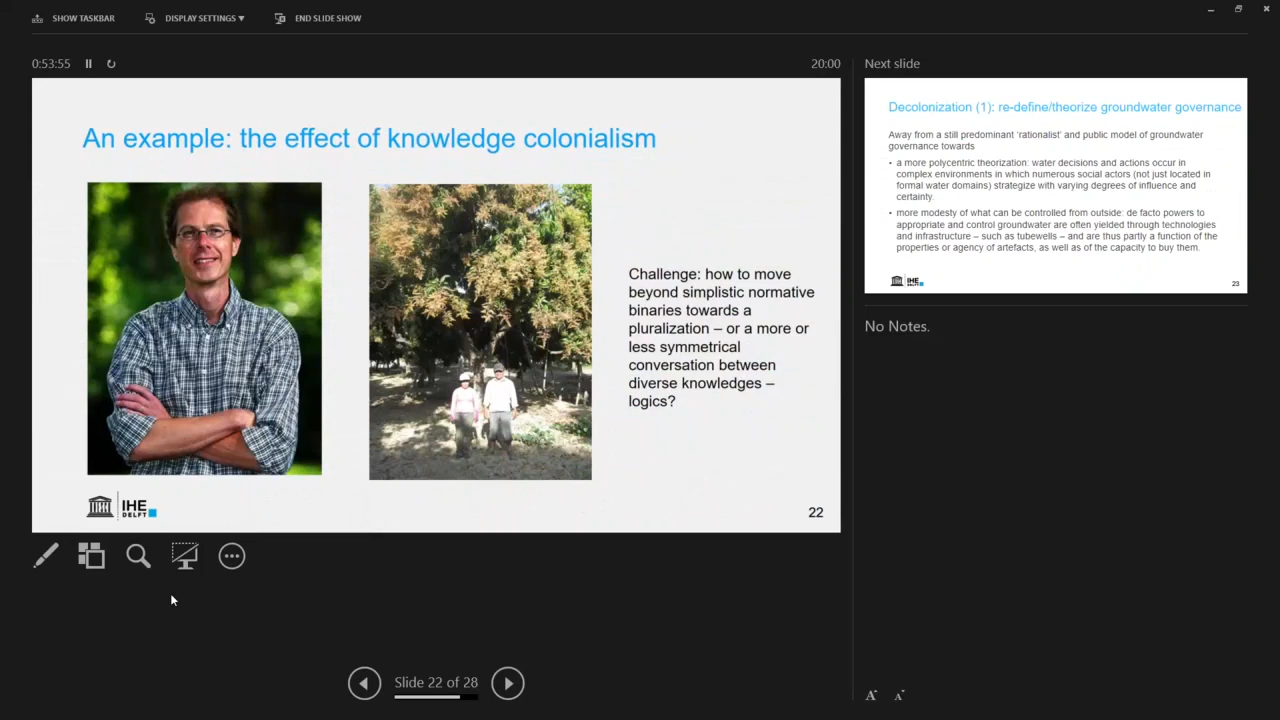 SHOW TASKBAR
DISPLAY SETTINGS ▼
END SLIDE SHOW
0:53:55
20:00
An example: the effect of knowledge colonialism
Challenge: how to move
beyond simplistic normative
binaries towards a
pluralization – or a more or
less symmetrical
conversation between
diverse knowledges –
logics?
IHE
DELFT
22
Slide 22 of 28
Next slide
Decolonization (1): re-define/theorize groundwater governance
Away from a still predominant ‘rationalist’ and public model of groundwater
governance towards
• a more polycentric theorization: water decisions and actions occur in
complex environments in which numerous social actors (not just located in
formal water domains) strategize with varying degrees of influence and
certainty.
• more modesty of what can be controlled from outside: de facto powers to
appropriate and control groundwater are often yielded through technologies
and infrastructure – such as tubewells – and are thus partly a function of the
properties or agency of artefacts, as well as of the capacity to buy them.
IHE
DELFT
23
No Notes.
A A